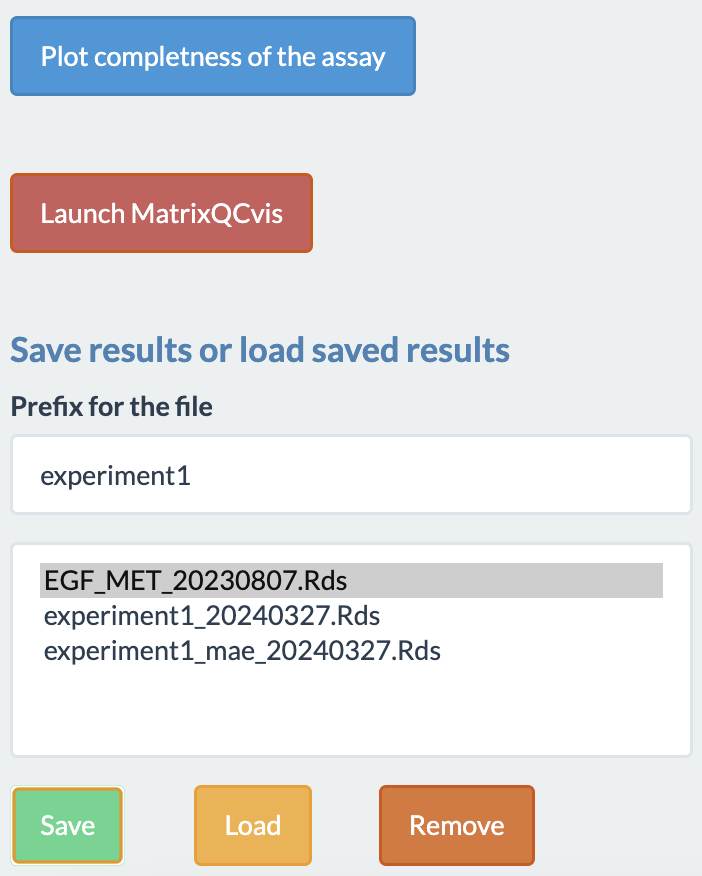 Plot completness of the assay
Launch MatrixQCvis
Save results or load saved results
Prefix for the file
experiment1
EGF_MET_20230807.Rds
experiment1_20240327.Rds
experiment1_mae_20240327.Rds
Save
Load
Remove